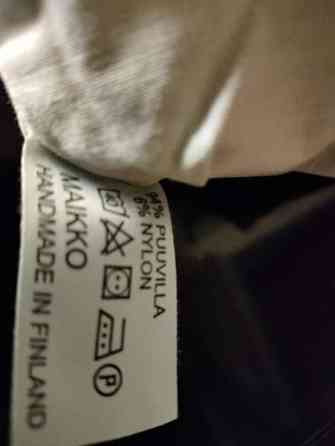 94% PUUVILLA
6% NYLON
P
MAIKKO
HANDMADE IN FINLAND